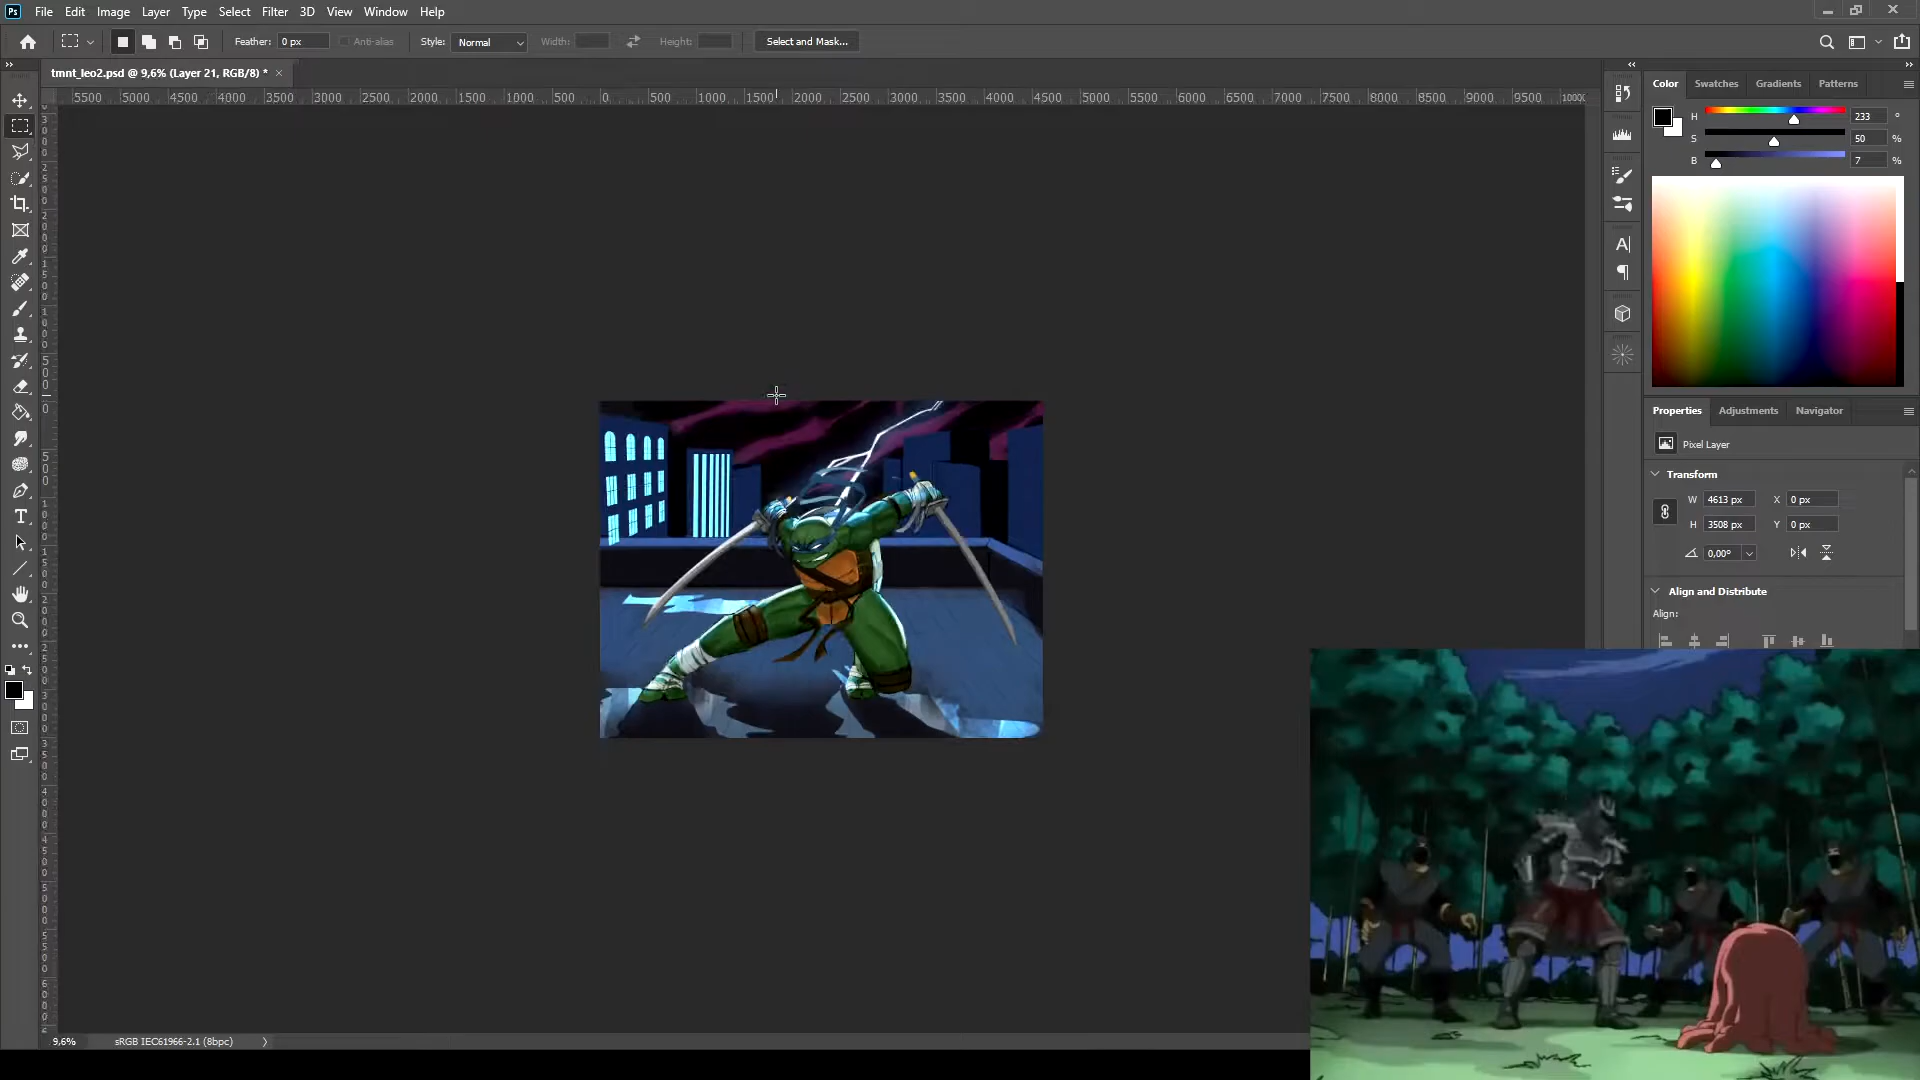 Ps File Edit Image Layer Type Select Filter 3D View Window Help
Feather: 0 px Anti-alias Style: Normal Width: Height: Select and Mask...
tmnt_leo2.psd @ 9,6% (Layer 21, RGB/8) *
5500 5000 4500 4000 3500 3000 2500 2000 1500 1000 500 0 500 1000 1500 2000 2500 3000 3500 4000 4500 5000 5500 6000 6500 7000 7500 8000 8500 9000 9500 10000
Color Swatches Gradients Patterns
H 233 °
S 50 %
B 7 %
Properties Adjustments Navigator
Pixel Layer
Transform
W 4613 px X 0 px
H 3508 px Y 0 px
0,00°
Align and Distribute
Align:
9,6% sRGB IEC61966-2.1 (8bpc)